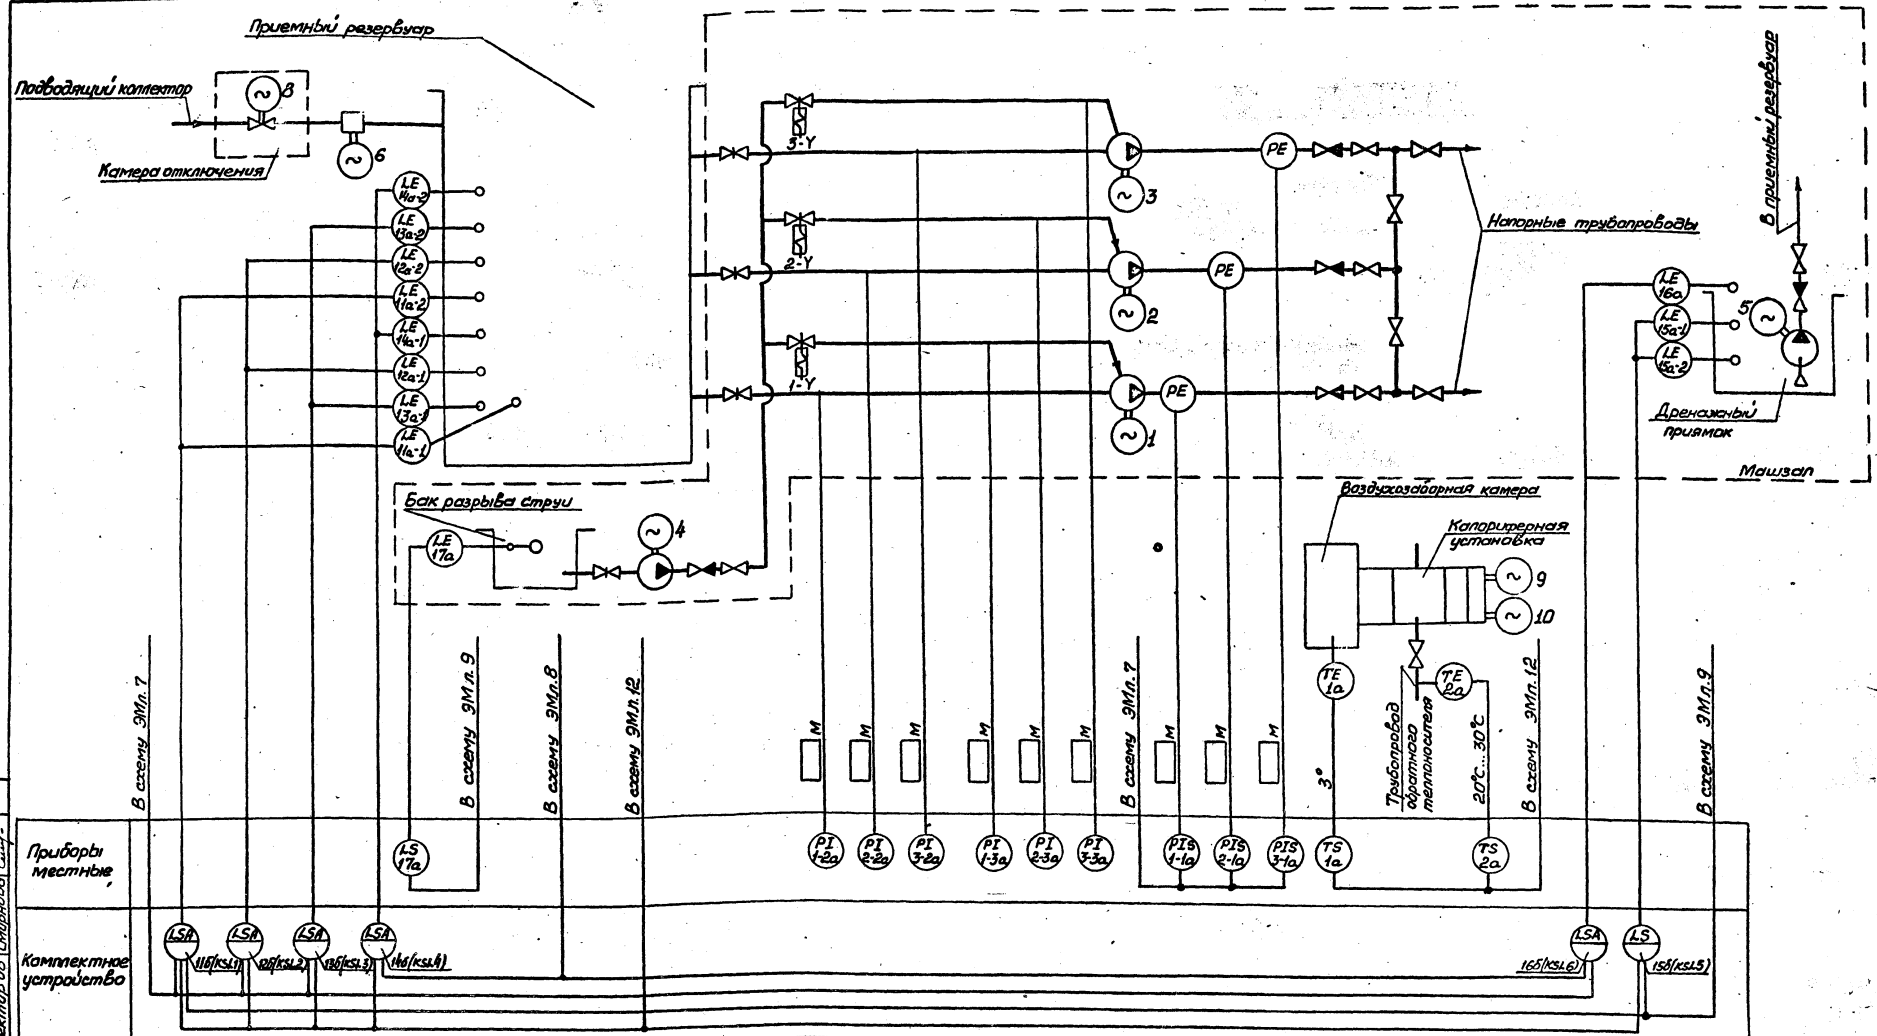 Приемный резервуар
Подводящий коллектор
~ 8
~ 6
Камера отключения
LE 14а-2
LE 13а-2
LE 12а-2
LE 11а-2
LE 14а-1
LE 12а-1
LE 13а-1
LE 11а-1
3-Y
2-Y
1-Y
~ 3
~ 2
~ 1
PE
PE
PE
Напорные трубопроводы
В приемный резервуар
LE 16а
LE 15а-1
LE 15а-2
5 ~
Дренажный
приямок
Машзал
Бак разрыва струи
LE 17а
~ 4
Воздухозаборная камера
Калориферная
установка
~ 9
~ 10
TE 1а
TE 2а
3°
Трубопровод
обратного
теплоносителя
20°С...30°С
В схему ЭМл.7
В схему ЭМл.9
В схему ЭМл.8
В схему ЭМл.12
М
М
М
М
М
М
В схему ЭМл.7
М
М
М
В схему ЭМл.12
В схему ЭМл.9
Приборы
местные
LS 17а
PI 1-2а
PI 2-2а
PI 3-2а
PI 1-3а
PI 2-3а
PI 3-3а
PIS 1-1а
PIS 2-1а
PIS 3-1а
TS 1а
TS 2а
Комплектное
устройство
LSA 11б(KSL1)
LSA 12б(KSL2)
LSA 13б(KSL3)
LSA 14б(KSL4)
LSA 16б(KSL6)
LS 15б(KSL5)